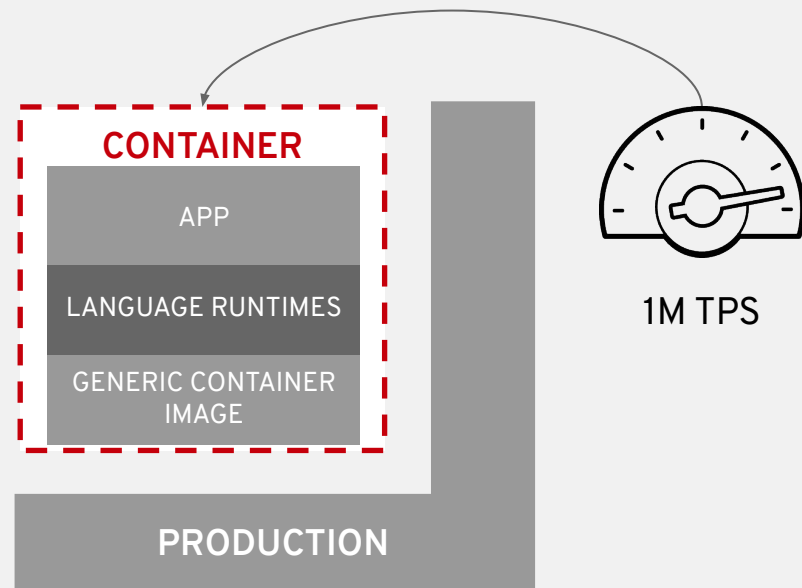 CONTAINER
APP
LANGUAGE RUNTIMES
GENERIC CONTAINER
IMAGE
1M TPS
PRODUCTION